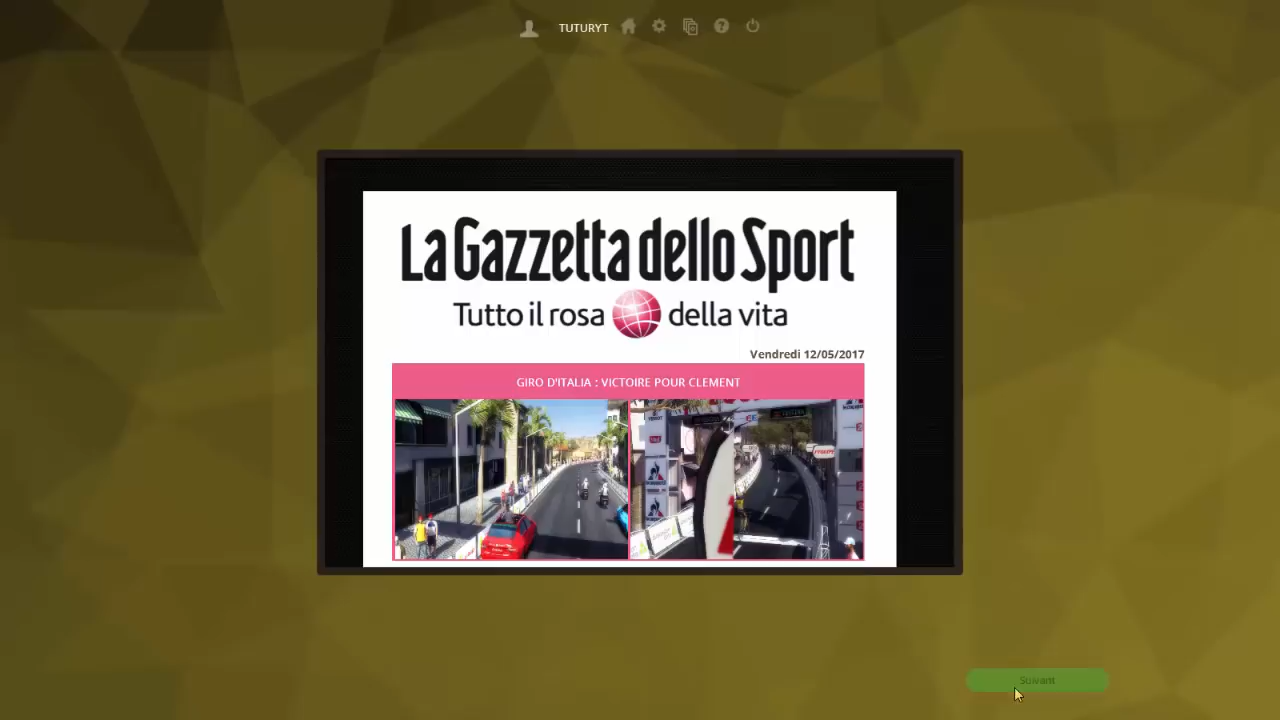 TUTURYT
La Gazzetta dello Sport
Tutto il rosa della vita
Vendredi 12/05/2017
GIRO D'ITALIA : VICTOIRE POUR CLEMENT
Suivant